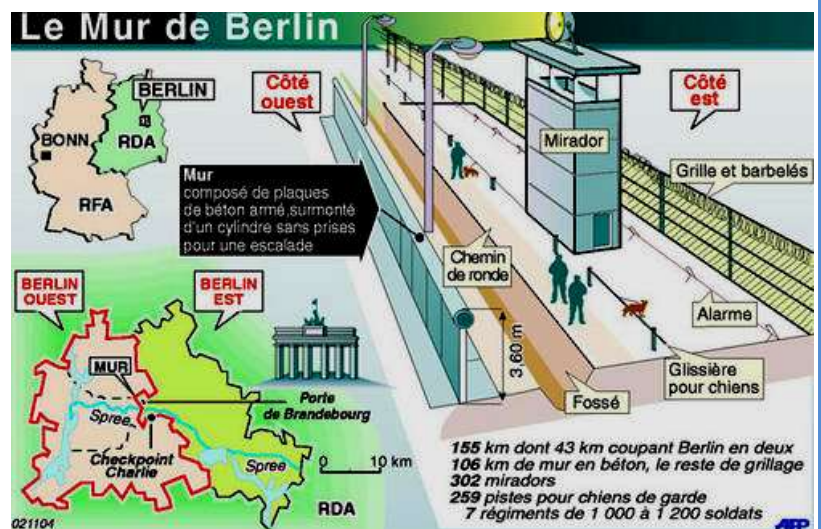 Le Mur de Berlin
BERLIN
BONN
RDA
RFA
Côté
ouest
Côté
est
Mirador
Grille et barbelés
Mur
composé de plaques
de béton armé,surmonté
d'un cylindre sans prises
pour une escalade
Chemin
de ronde
Alarme
Glissière
pour chiens
3,60 m
Fossé
BERLIN
OUEST
BERLIN
EST
MUR
Porte
de Brandebourg
Spree
Checkpoint
Charlie
Spree
0 10 km
RDA
155 km dont 43 km coupant Berlin en deux
106 km de mur en béton, le reste de grillage
302 miradors
259 pistes pour chiens de garde
7 régiments de 1 000 à 1 200 soldats
021104
AFP